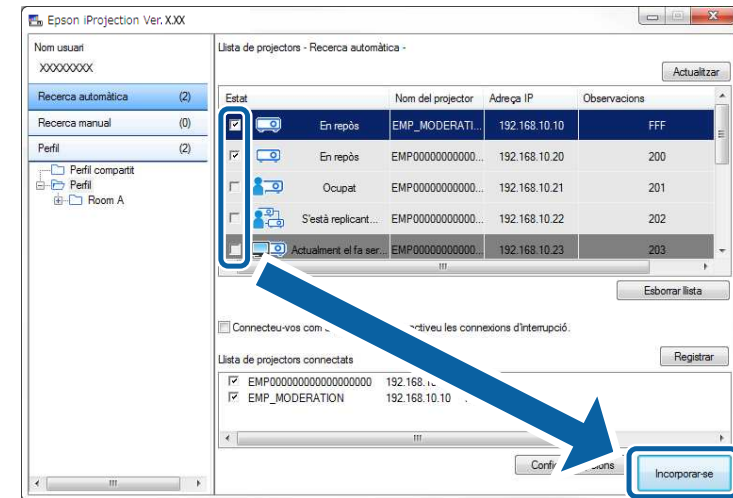 Epson iProjection Ver. X.XX
Nom usuari
XXXXXXXX
Recerca automàtica (2)
Recerca manual (0)
Perfil (2)
Perfil compartit
Perfil
Room A
Llista de projectors - Recerca automàtica -
Actualitzar
Estat Nom del projector Adreça IP Observacions
En repòs EMP_MODERATI... 192.168.10.10 FFF
En repòs EMP00000000000... 192.168.10.20 200
Ocupat EMP00000000000... 192.168.10.21 201
S'està replicant... EMP00000000000... 192.168.10.22 202
Actualment el fa ser... EMP00000000000... 192.168.10.23 203
Esborrar llista
Connecteu-vos com les connexions d'interrupció.
Llista de projectors connectats
Registrar
EMP000000000000000000 192.168.
EMP_MODERATION 192.168.10.10
Incorporar-se